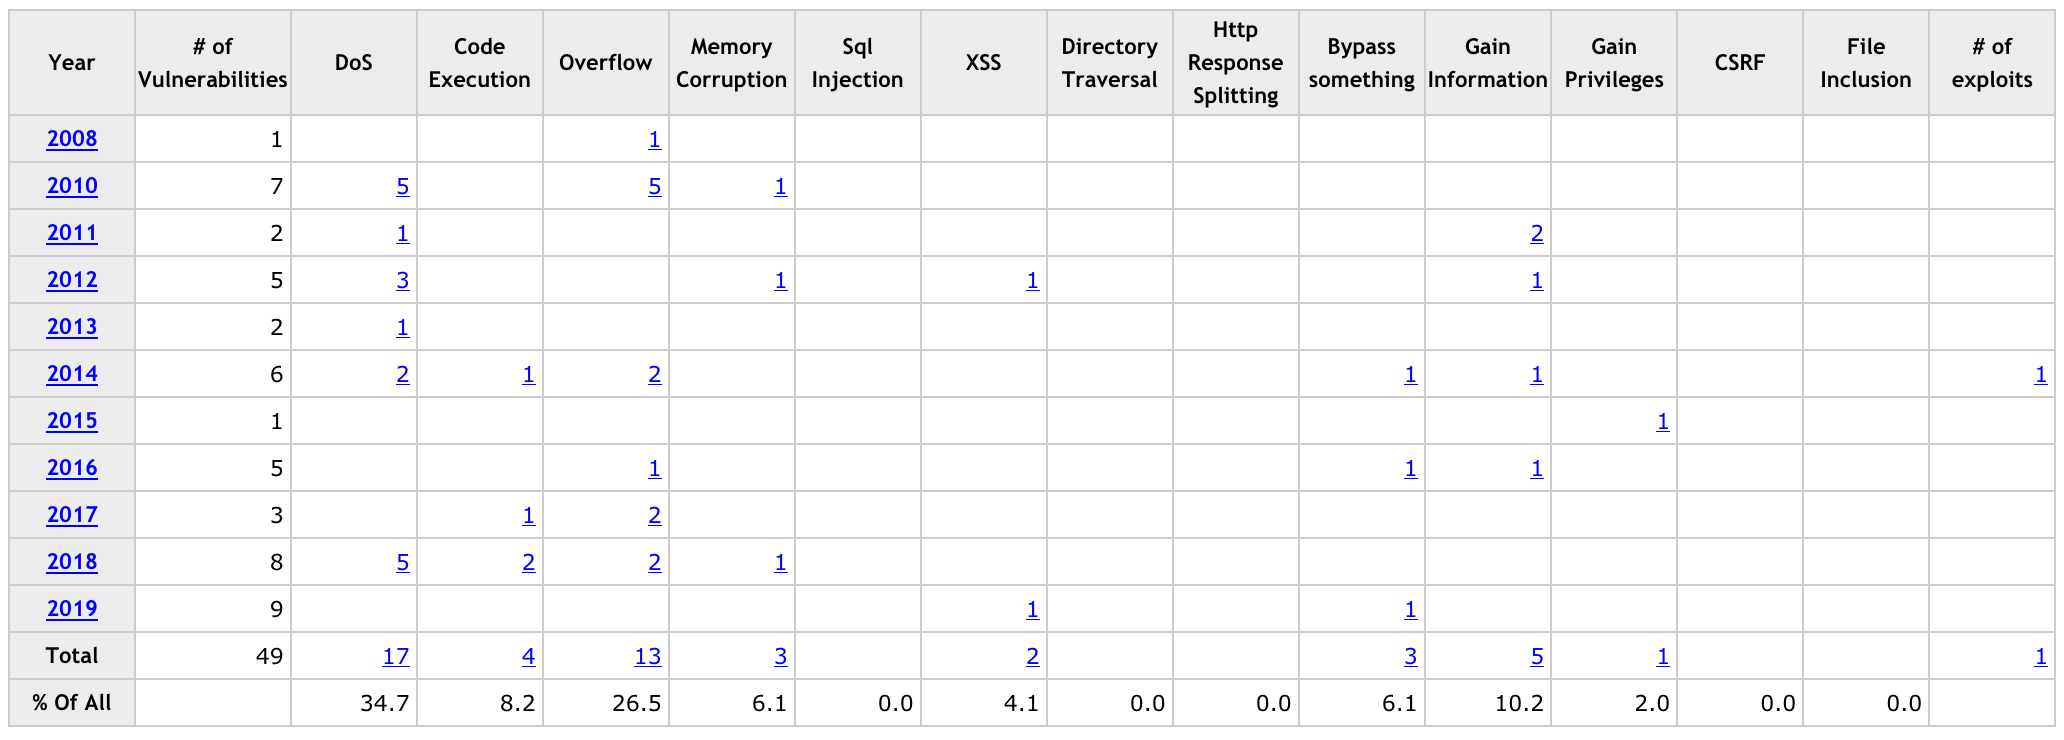 Year # of Vulnerabilities DoS Code Execution Overflow Memory Corruption Sql Injection XSS Directory Traversal Http Response Splitting Bypass something Gain Information Gain Privileges CSRF File Inclusion # of exploits
2008 1 1
2010 7 5 5 1
2011 2 1 2
2012 5 3 1 1 1
2013 2 1
2014 6 2 1 2 1 1 1
2015 1 1
2016 5 1 1 1
2017 3 1 2
2018 8 5 2 2 1
2019 9 1 1
Total 49 17 4 13 3 2 3 5 1 1
% Of All 34.7 8.2 26.5 6.1 0.0 4.1 0.0 0.0 6.1 10.2 2.0 0.0 0.0